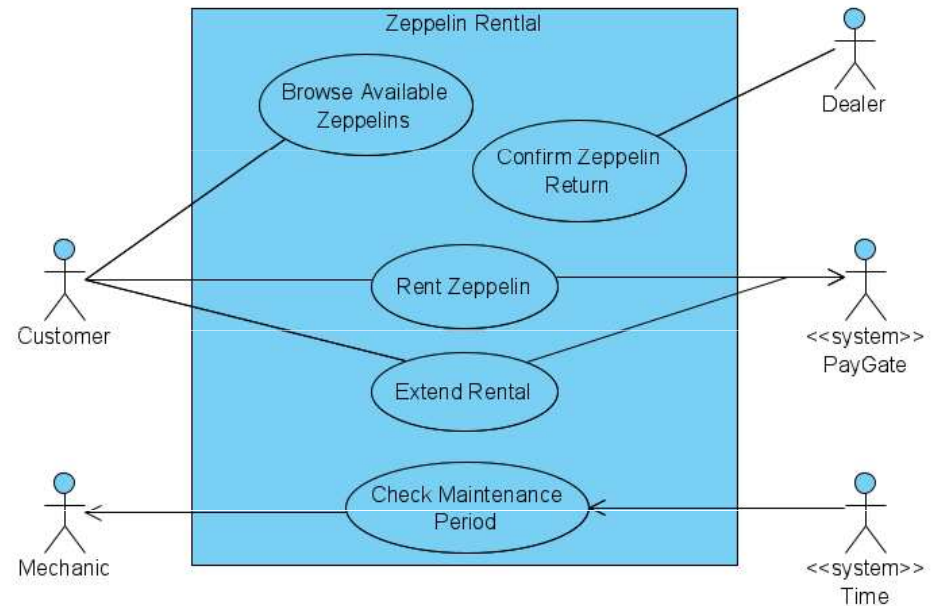 Zeppelin Rentlal
Browse Available
Zeppelins
Dealer
Confirm Zeppelin
Return
Customer
Rent Zeppelin
<<system>>
PayGate
Extend Rental
Check Maintenance
Period
Mechanic
<<system>>
Time